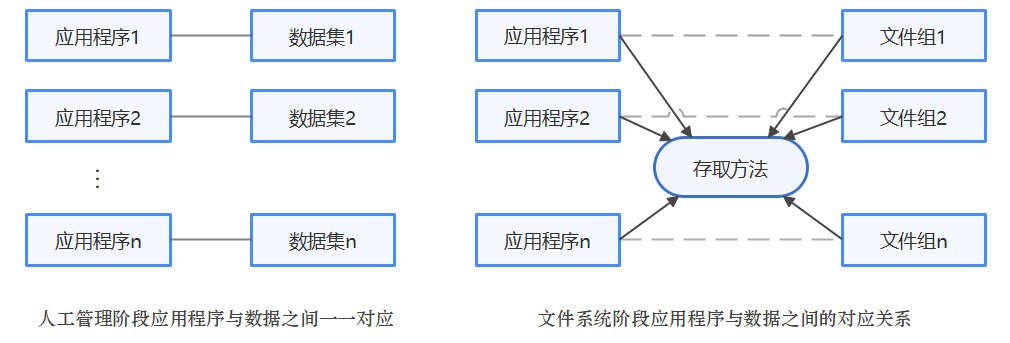 应用程序1
数据集1
应用程序2
数据集2
⋮
应用程序n
数据集n
人工管理阶段应用程序与数据之间一一对应
应用程序1
文件组1
应用程序2
文件组2
存取方法
应用程序n
文件组n
文件系统阶段应用程序与数据之间的对应关系